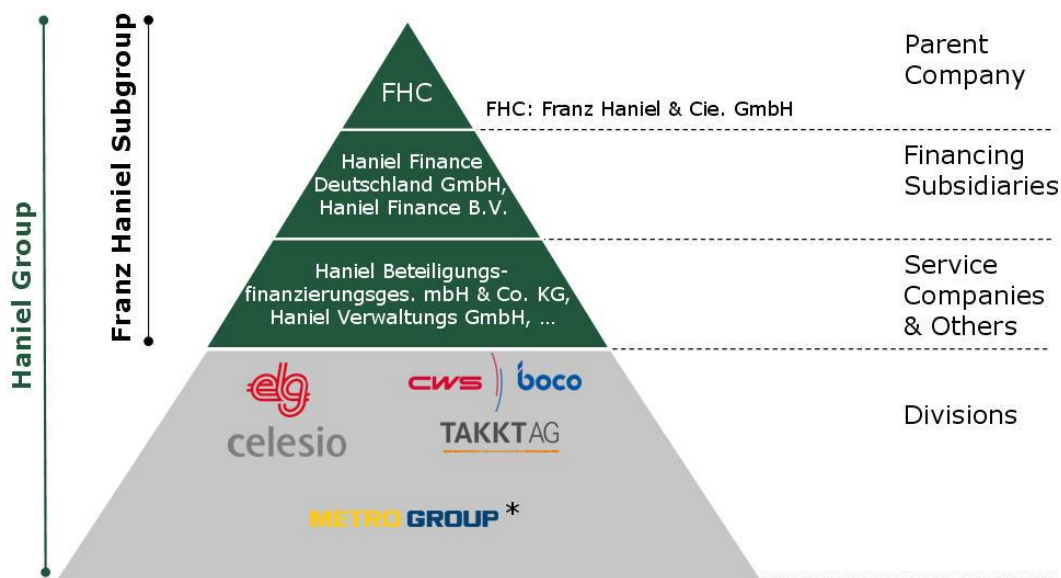 Haniel Group
Franz Haniel Subgroup
FHC
Parent
Company
FHC: Franz Haniel & Cie. GmbH
Haniel Finance
Deutschland GmbH,
Haniel Finance B.V.
Financing
Subsidiaries
Haniel Beteiligungs-
finanzierungsges. mbH & Co. KG,
Haniel Verwaltungs GmbH, ...
Service
Companies
& Others
elg
cws boco
celesio
TAKKT AG
Divisions
METRO GROUP *